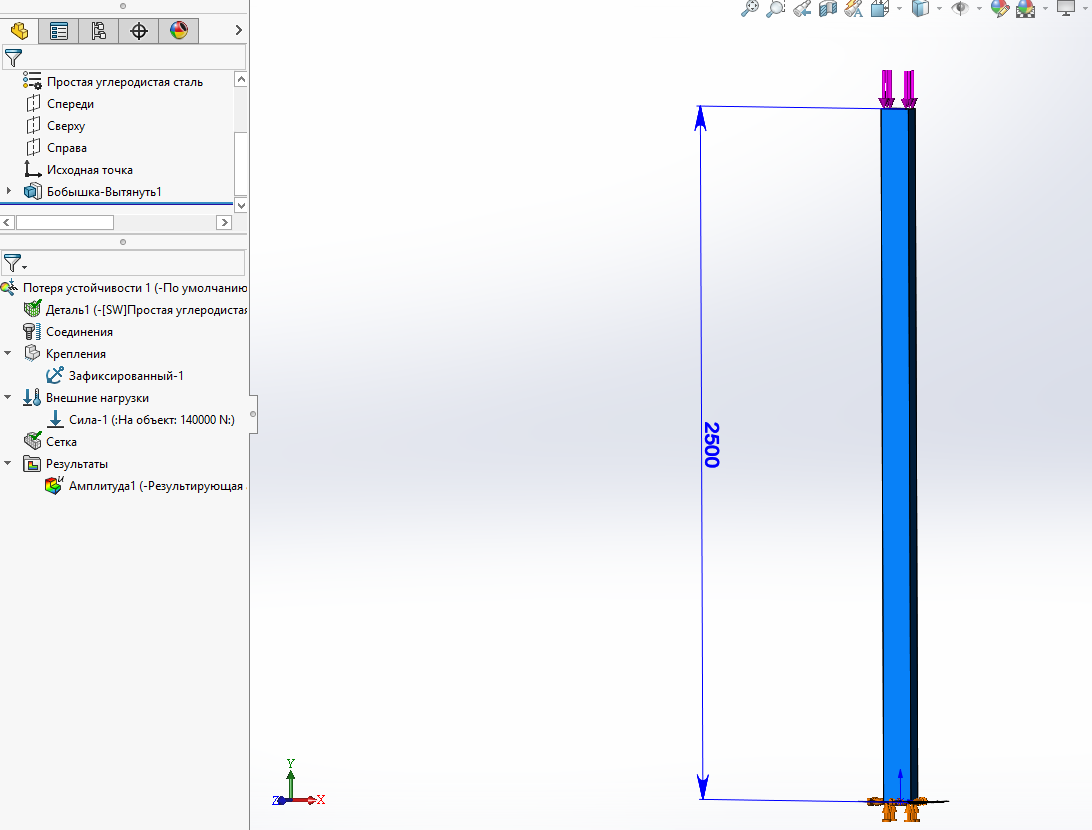 Простая углеродистая сталь
Спереди
Сверху
Справа
Исходная точка
Бобышка-Вытянуть1
Потеря устойчивости 1 (-По умолчанию
Деталь1 (-[SW]Простая углеродистая
Соединения
Крепления
Зафиксированный-1
Внешние нагрузки
Сила-1 (:На объект: 140000 N:)
Сетка
Результаты
Амплитуда1 (-Результирующая
2500
Y
Z
X